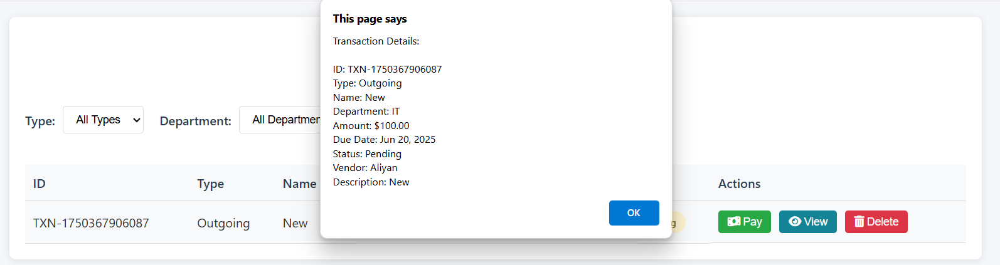 This page says
Transaction Details:
ID: TXN-1750367906087
Type: Outgoing
Name: New
Department: IT
Amount: $100.00
Due Date: Jun 20, 2025
Status: Pending
Vendor: Aliyan
Description: New
OK
Type: All Types Department: All Departmen
ID Type Name Actions
TXN-1750367906087 Outgoing New g Pay View Delete